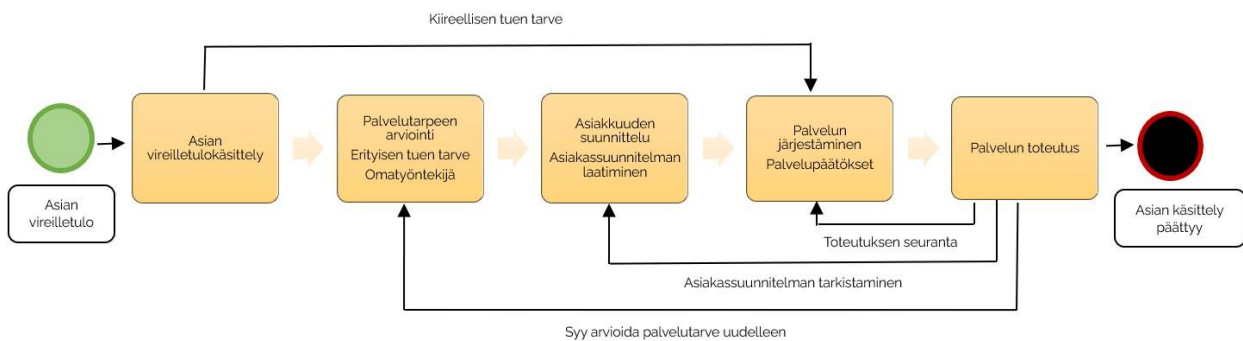 Kiireellisen tuen tarve
Asian
vireilletulo
Asian
vireilletulokäsittely
Palvelutarpeen
arviointi
Erityisen tuen tarve
Omatyöntekijä
Asiakkuuden
suunnittelu
Asiakassuunnitelman
laatiminen
Palvelun
järjestäminen
Palvelupäätökset
Palvelun toteutus
Asian käsittely
päättyy
Toteutuksen seuranta
Asiakassuunnitelman tarkistaminen
Syy arvioida palvelutarve uudelleen